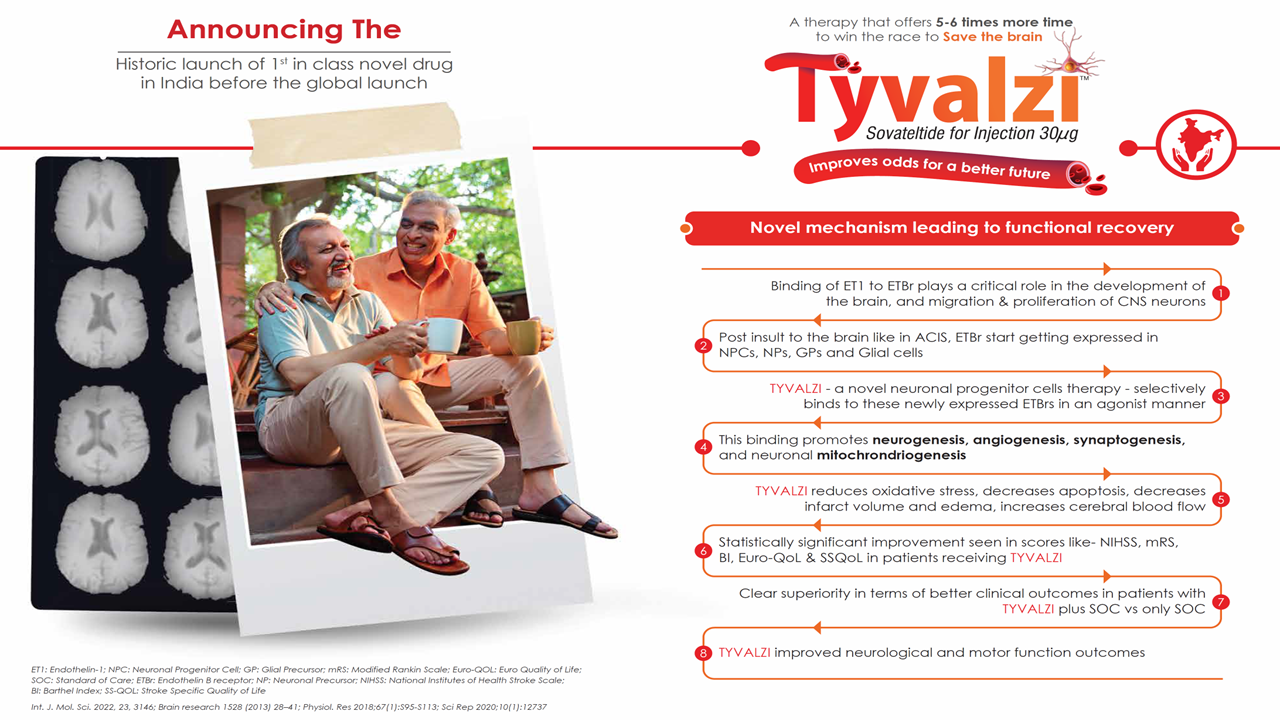 Announcing The
Historic launch of 1st in class novel drug
in India before the global launch
A therapy that offers 5-6 times more time
to win the race to Save the brain
Tyvalzi™
Sovateltide for Injection 30µg
Improves odds for a better future
Novel mechanism leading to functional recovery
Binding of ET1 to ETBr plays a critical role in the development of
the brain, and migration & proliferation of CNS neurons
1
2
Post insult to the brain like in ACIS, ETBr start getting expressed in
NPCs, NPs, GPs and Glial cells
TYVALZI - a novel neuronal progenitor cells therapy - selectively
binds to these newly expressed ETBrs in an agonist manner
3
4
This binding promotes neurogenesis, angiogenesis, synaptogenesis,
and neuronal mitochrondriogenesis
TYVALZI reduces oxidative stress, decreases apoptosis, decreases
infarct volume and edema, increases cerebral blood flow
5
6
Statistically significant improvement seen in scores like- NIHSS, mRS,
BI, Euro-QoL & SSQoL in patients receiving TYVALZI
Clear superiority in terms of better clinical outcomes in patients with
TYVALZI plus SOC vs only SOC
7
8
TYVALZI improved neurological and motor function outcomes
ET1: Endothelin-1; NPC: Neuronal Progenitor Cell; GP: Glial Precursor; mRS: Modified Rankin Scale; Euro-QOL: Euro Quality of Life;
SOC: Standard of Care; ETBr: Endothelin B receptor; NP: Neuronal Precursor; NIHSS: National Institutes of Health Stroke Scale;
BI: Barthel Index; SS-QOL: Stroke Specific Quality of Life
Int. J. Mol. Sci. 2022, 23, 3146; Brain research 1528 (2013) 28–41; Physiol. Res 2018;67(1):S95-S113; Sci Rep 2020;10(1):12737